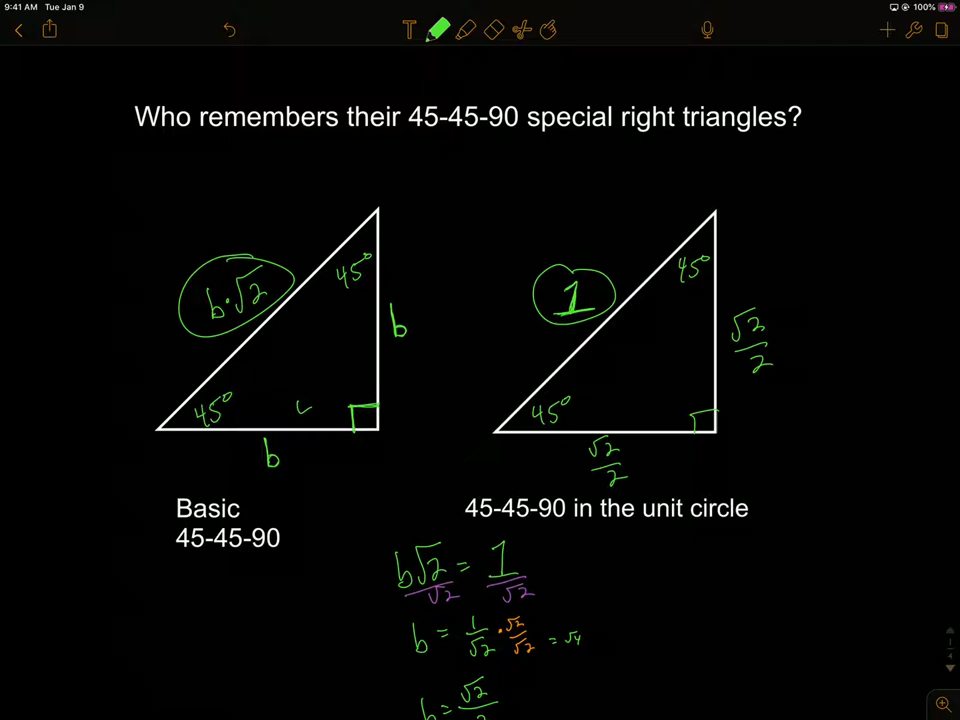 9:41 AM Tue Jan 9
100%
T
Who remembers their 45-45-90 special right triangles?
b·√2
45°
b
45°
b
1
45°
√2/2
45°
√2/2
Basic
45-45-90
45-45-90 in the unit circle
b√2/√2 = 1/√2
b = 1/√2 · √2/√2 = √4
b = √2/2
1
4